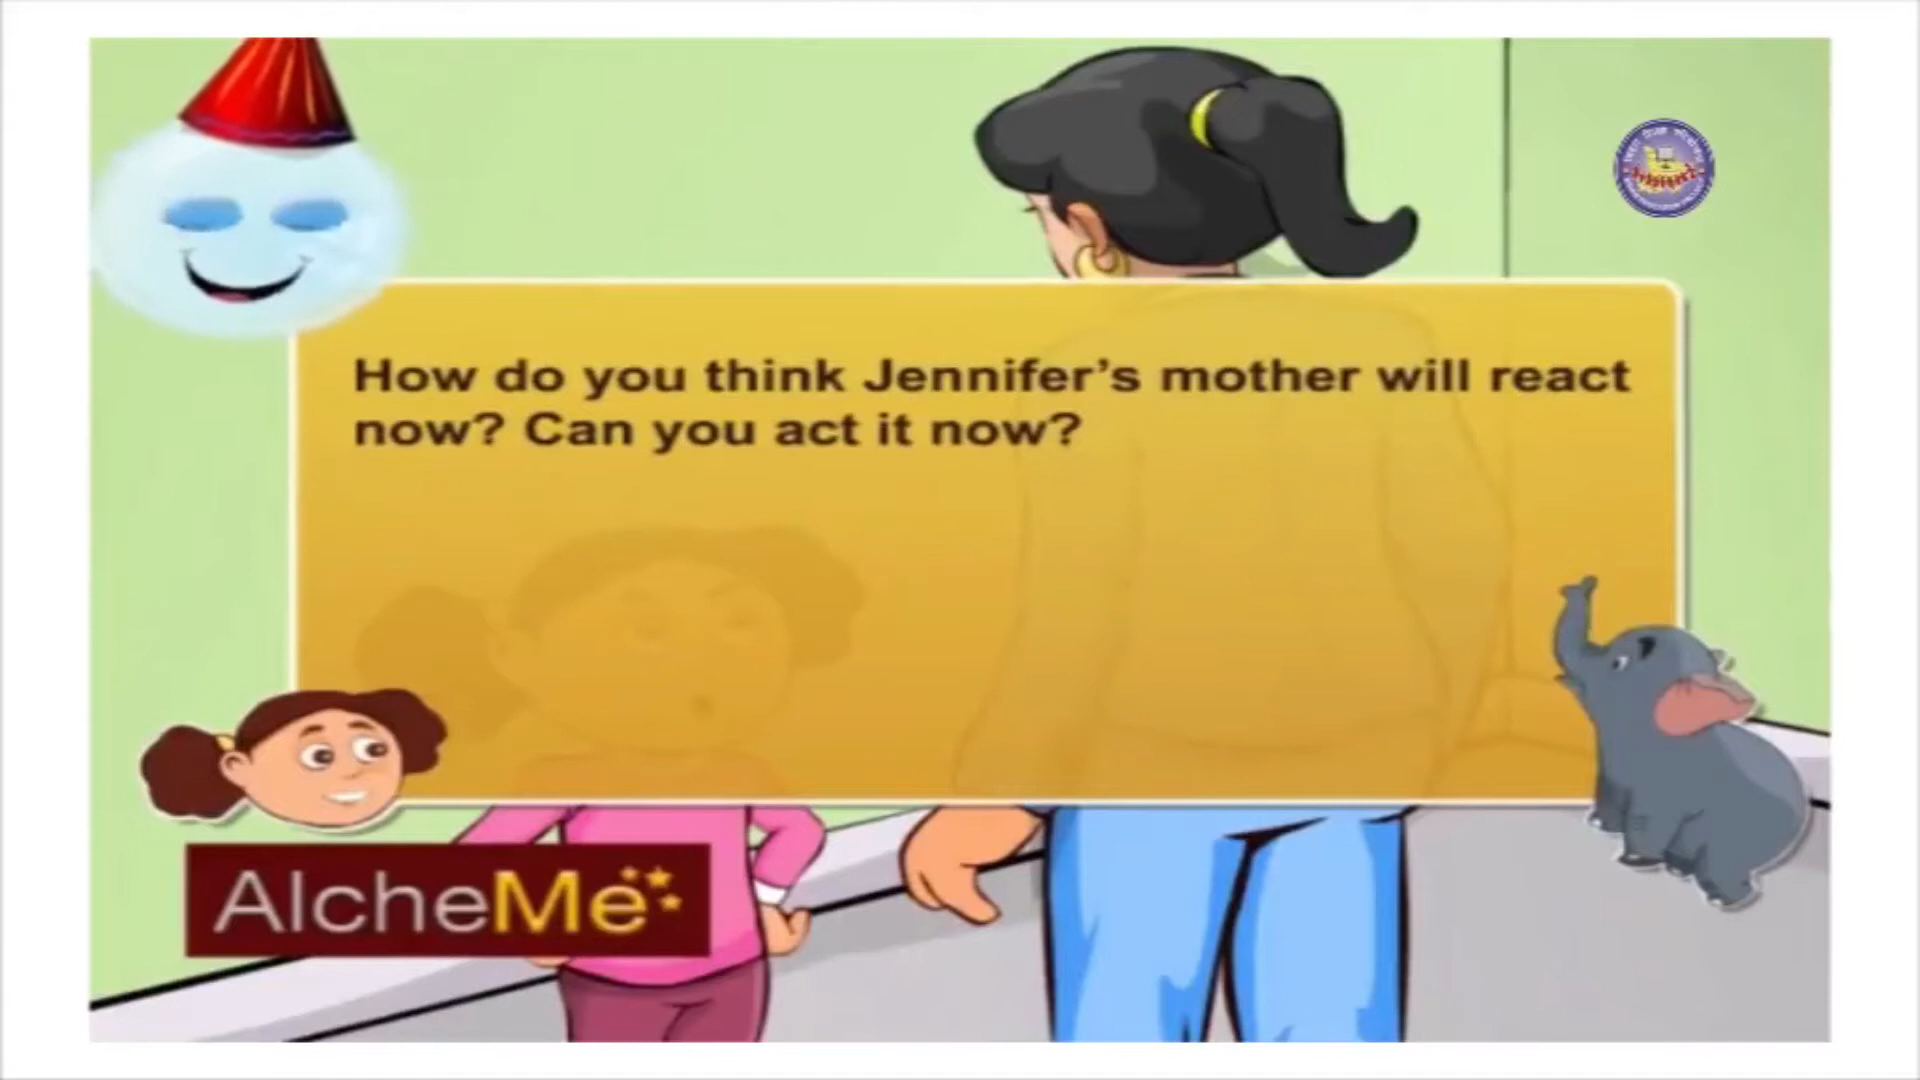 How do you think Jennifer's mother will react
now? Can you act it now?
AlcheMe